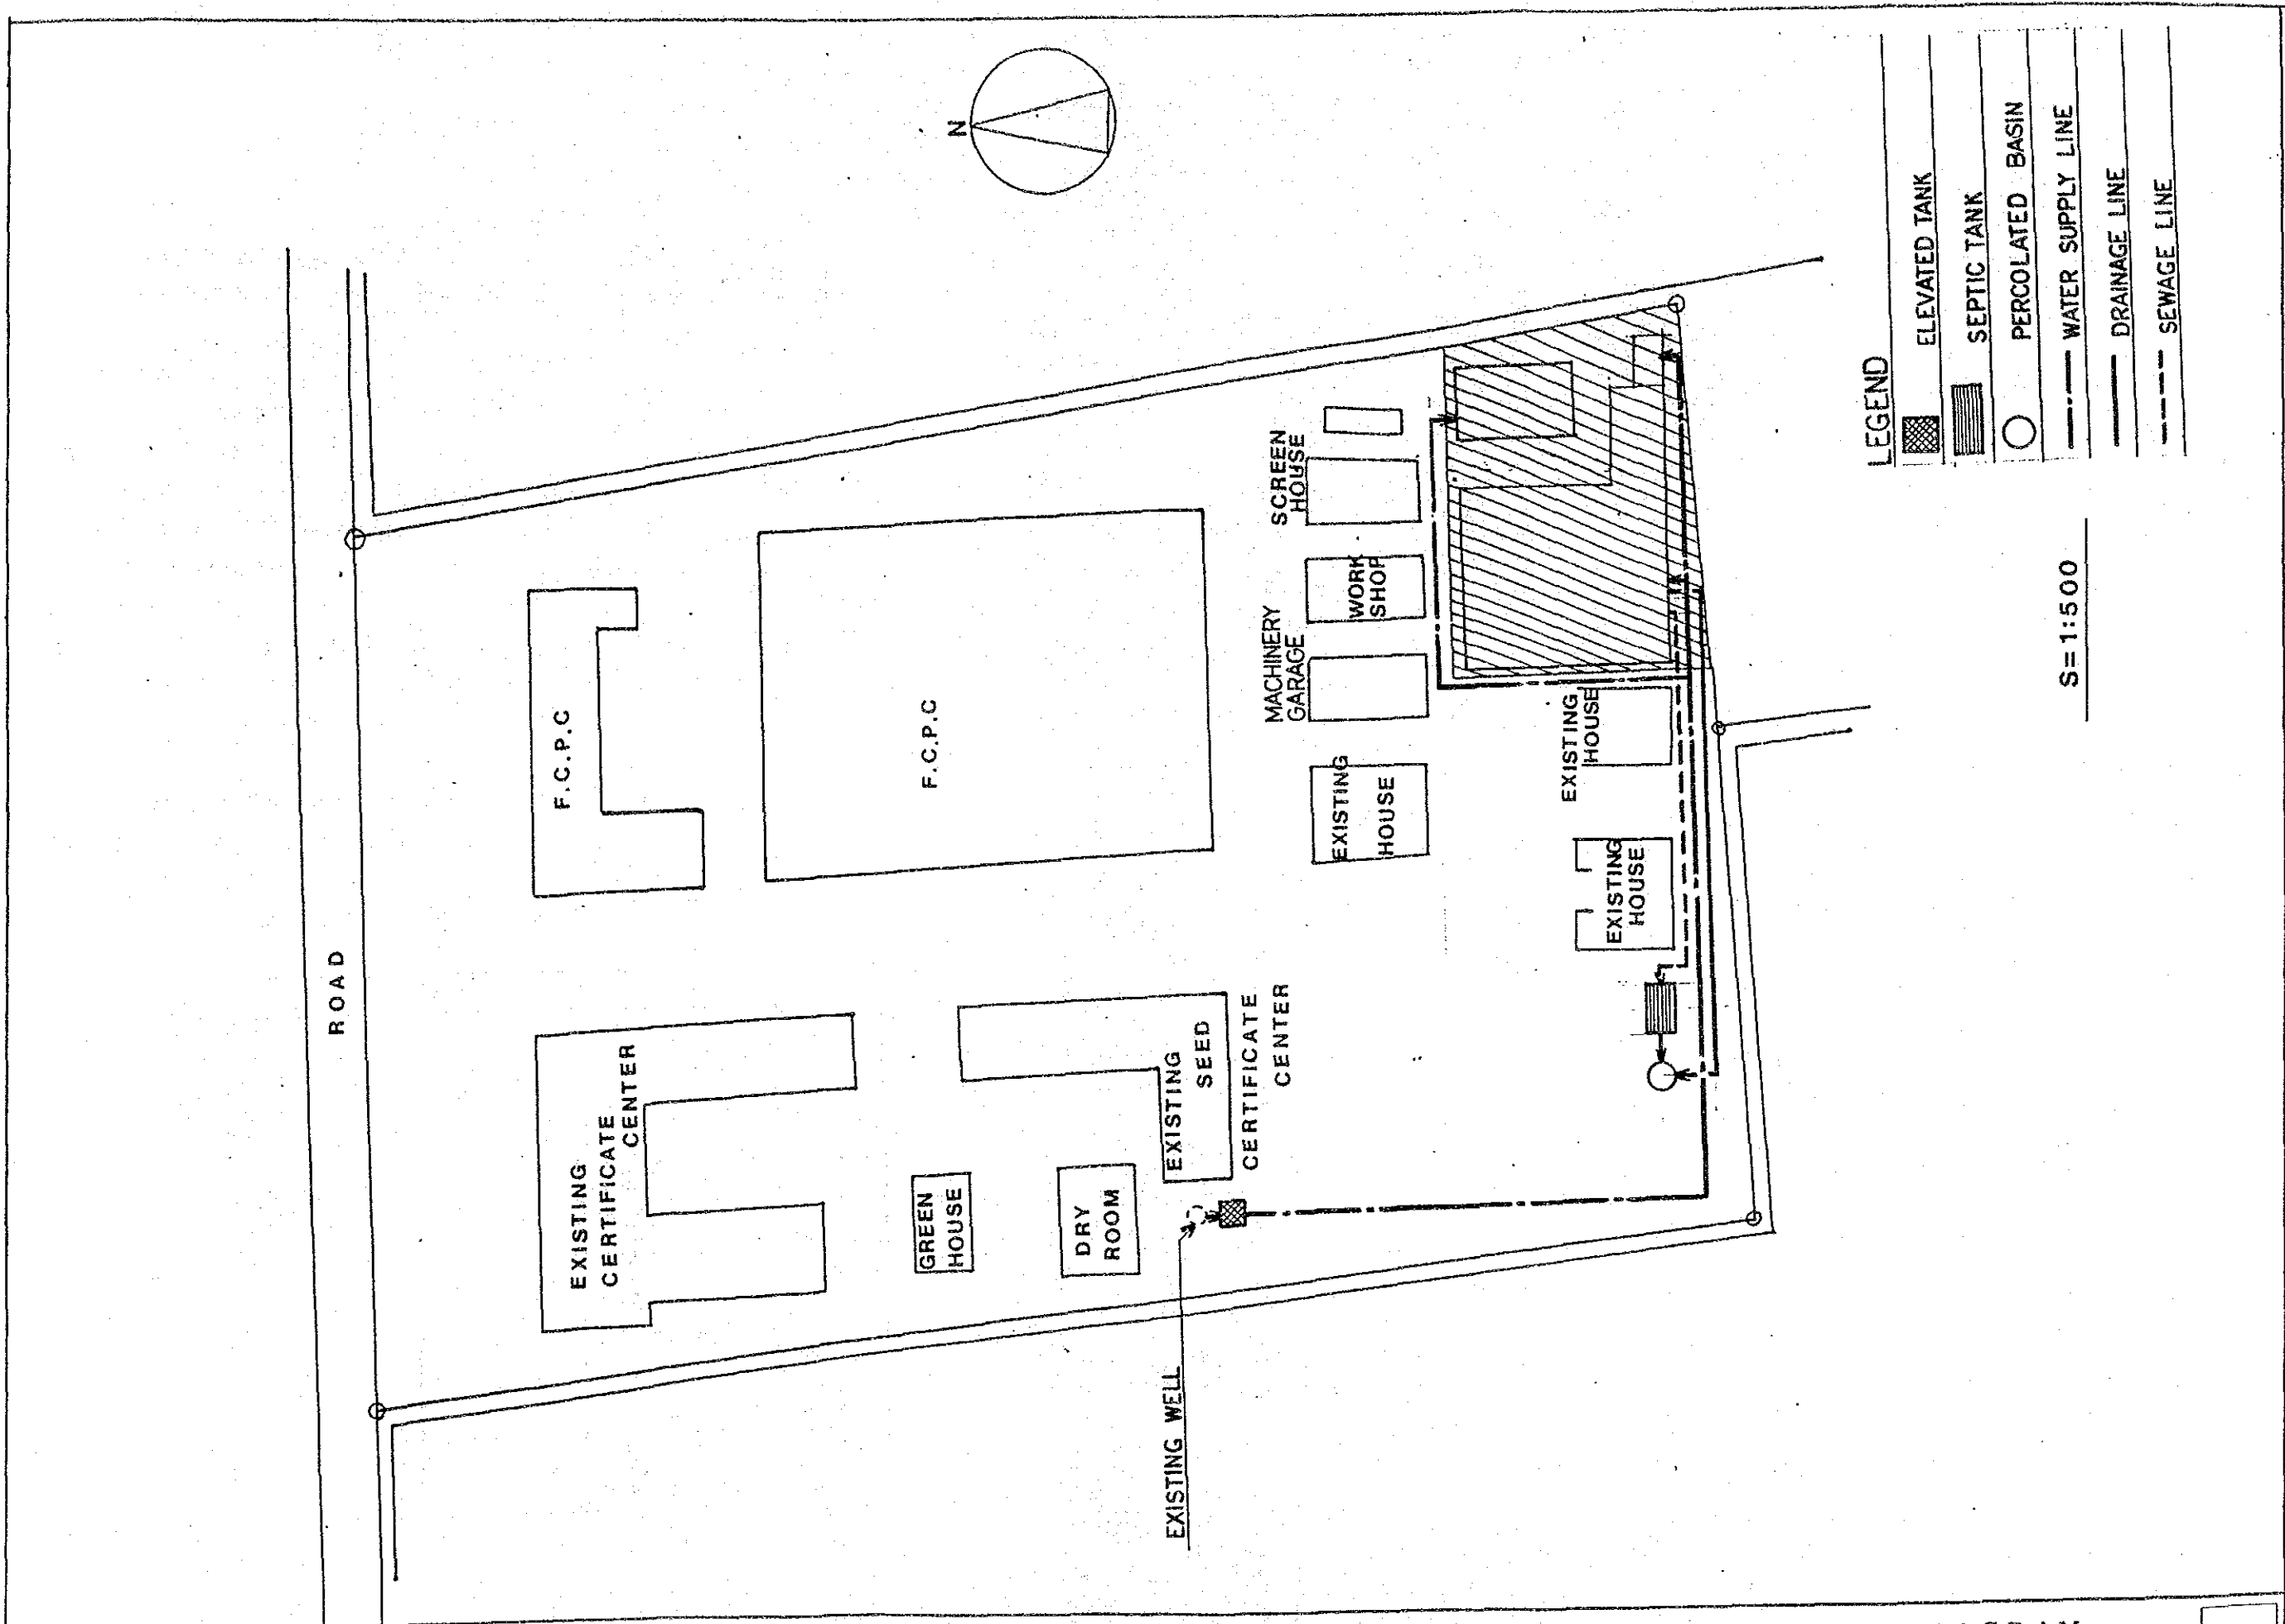 N
ROAD
F.C.P.C
F.C.P.C
SCREEN
HOUSE
WORK
SHOP
MACHINERY
GARAGE
EXISTING
HOUSE
EXISTING
HOUSE
EXISTING
HOUSE
EXISTING
CERTIFICATE
CENTER
GREEN
HOUSE
DRY
ROOM
EXISTING
SEED
CERTIFICATE
CENTER
EXISTING WELL
LEGEND
ELEVATED TANK
SEPTIC TANK
PERCOLATED BASIN
WATER SUPPLY LINE
DRAINAGE LINE
SEWAGE LINE
S=1:500